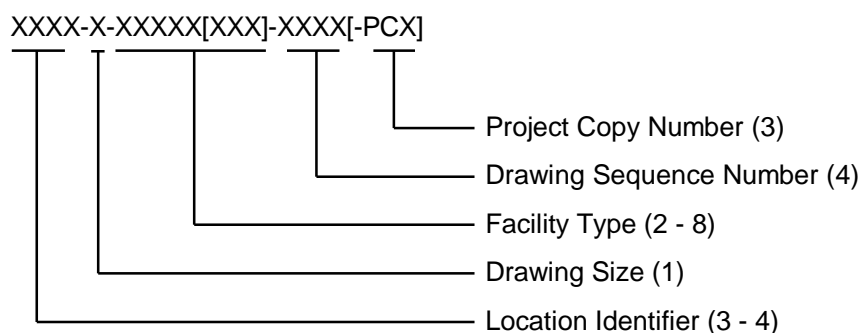 XXXX-X-XXXXX[XXX]-XXXX[-PCX]
Project Copy Number (3)
Drawing Sequence Number (4)
Facility Type (2 - 8)
Drawing Size (1)
Location Identifier (3 - 4)